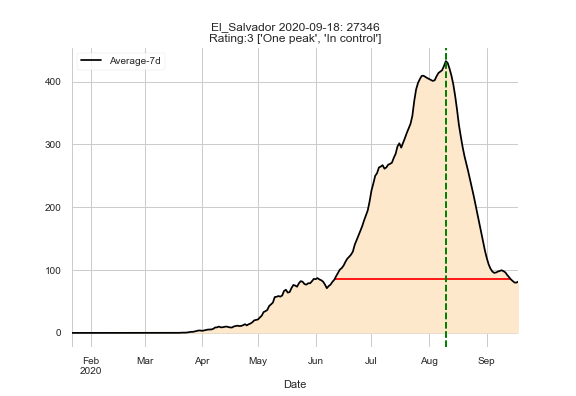 El_Salvador 2020-09-18: 27346
Rating:3 ['One peak', 'In control']
Average-7d
400
300
200
100
0
Feb Mar Apr May Jun Jul Aug Sep
2020
Date